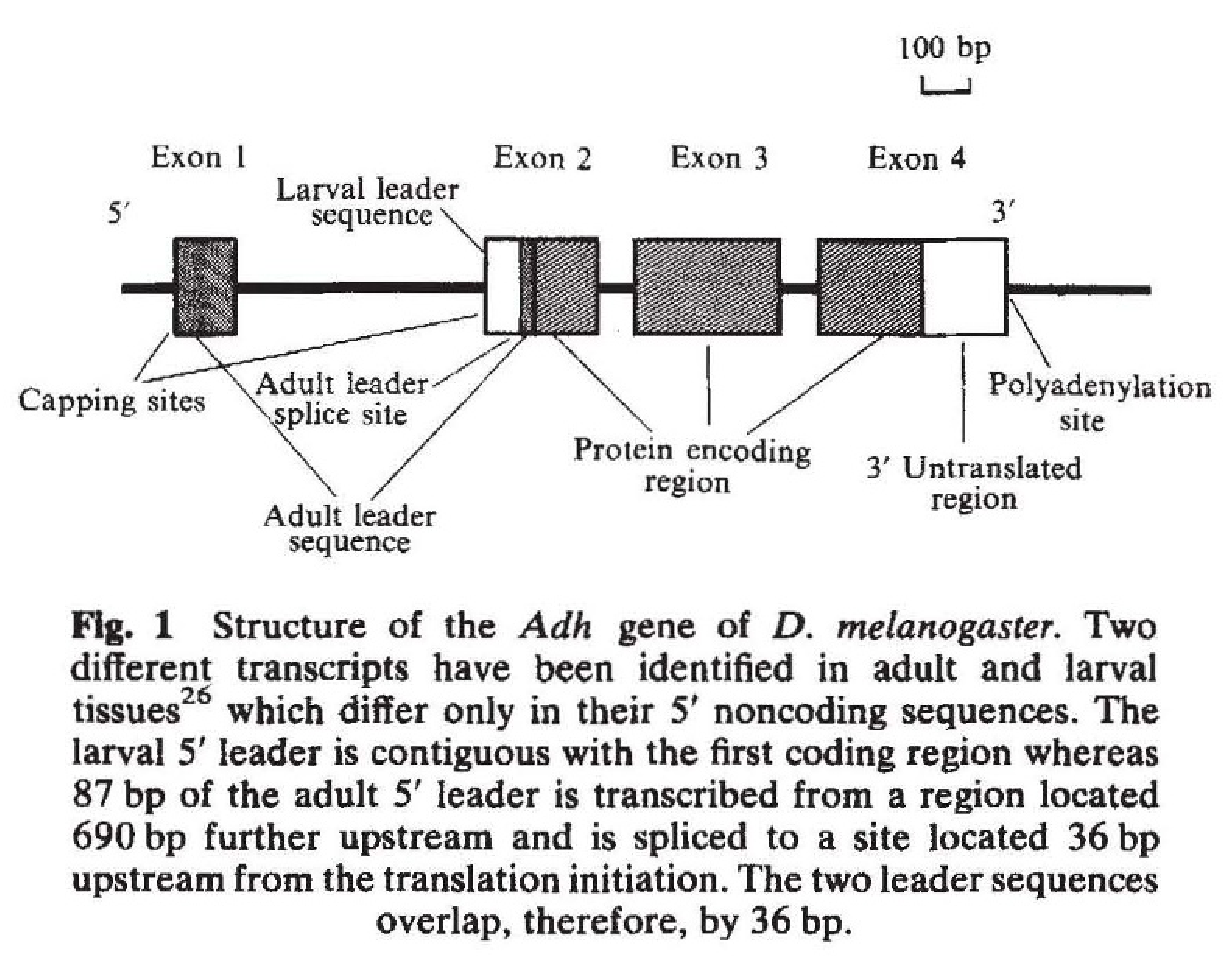 100 bp
Exon 1
Exon 2
Exon 3
Exon 4
Larval leader
sequence
5′
3′
Capping sites
Adult leader
splice site
Adult leader
sequence
Protein encoding
region
3′ Untranslated
region
Polyadenylation
site
Fig. 1 Structure of the Adh gene of D. melanogaster. Two
different transcripts have been identified in adult and larval
tissues26 which differ only in their 5′ noncoding sequences. The
larval 5′ leader is contiguous with the first coding region whereas
87 bp of the adult 5′ leader is transcribed from a region located
690 bp further upstream and is spliced to a site located 36 bp
upstream from the translation initiation. The two leader sequences
overlap, therefore, by 36 bp.